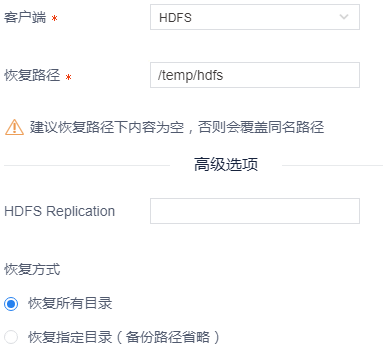 客户端 * HDFS
恢复路径 * /temp/hdfs
建议恢复路径下内容为空，否则会覆盖同名路径
高级选项
HDFS Replication
恢复方式
恢复所有目录
恢复指定目录（备份路径省略）